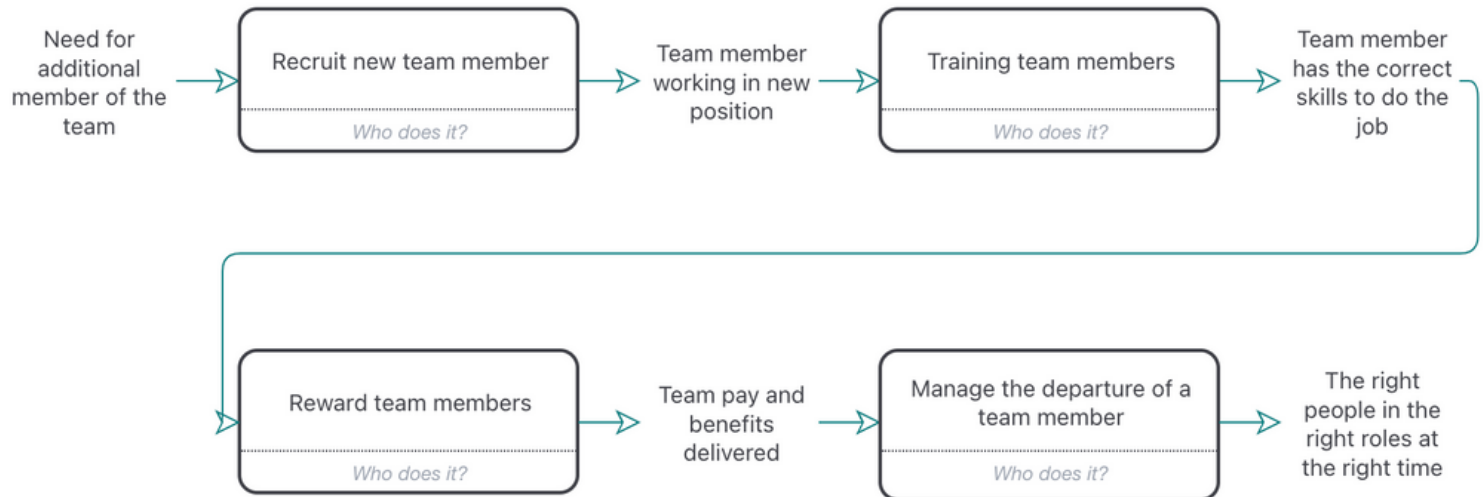 Need for
additional
member of the
team
Recruit new team member
Who does it?
Team member
working in new
position
Training team members
Who does it?
Team member
has the correct
skills to do the
job
Reward team members
Who does it?
Team pay and
benefits
delivered
Manage the departure of a
team member
Who does it?
The right
people in the
right roles at
the right time